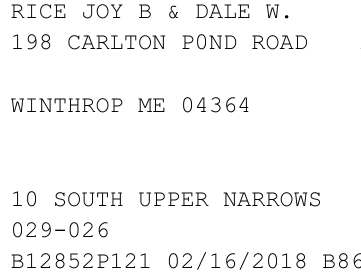 RICE JOY B & DALE W.
198 CARLTON P0ND ROAD
WINTHROP ME 04364
10 SOUTH UPPER NARROWS
029-026
B12852P121 02/16/2018 B86